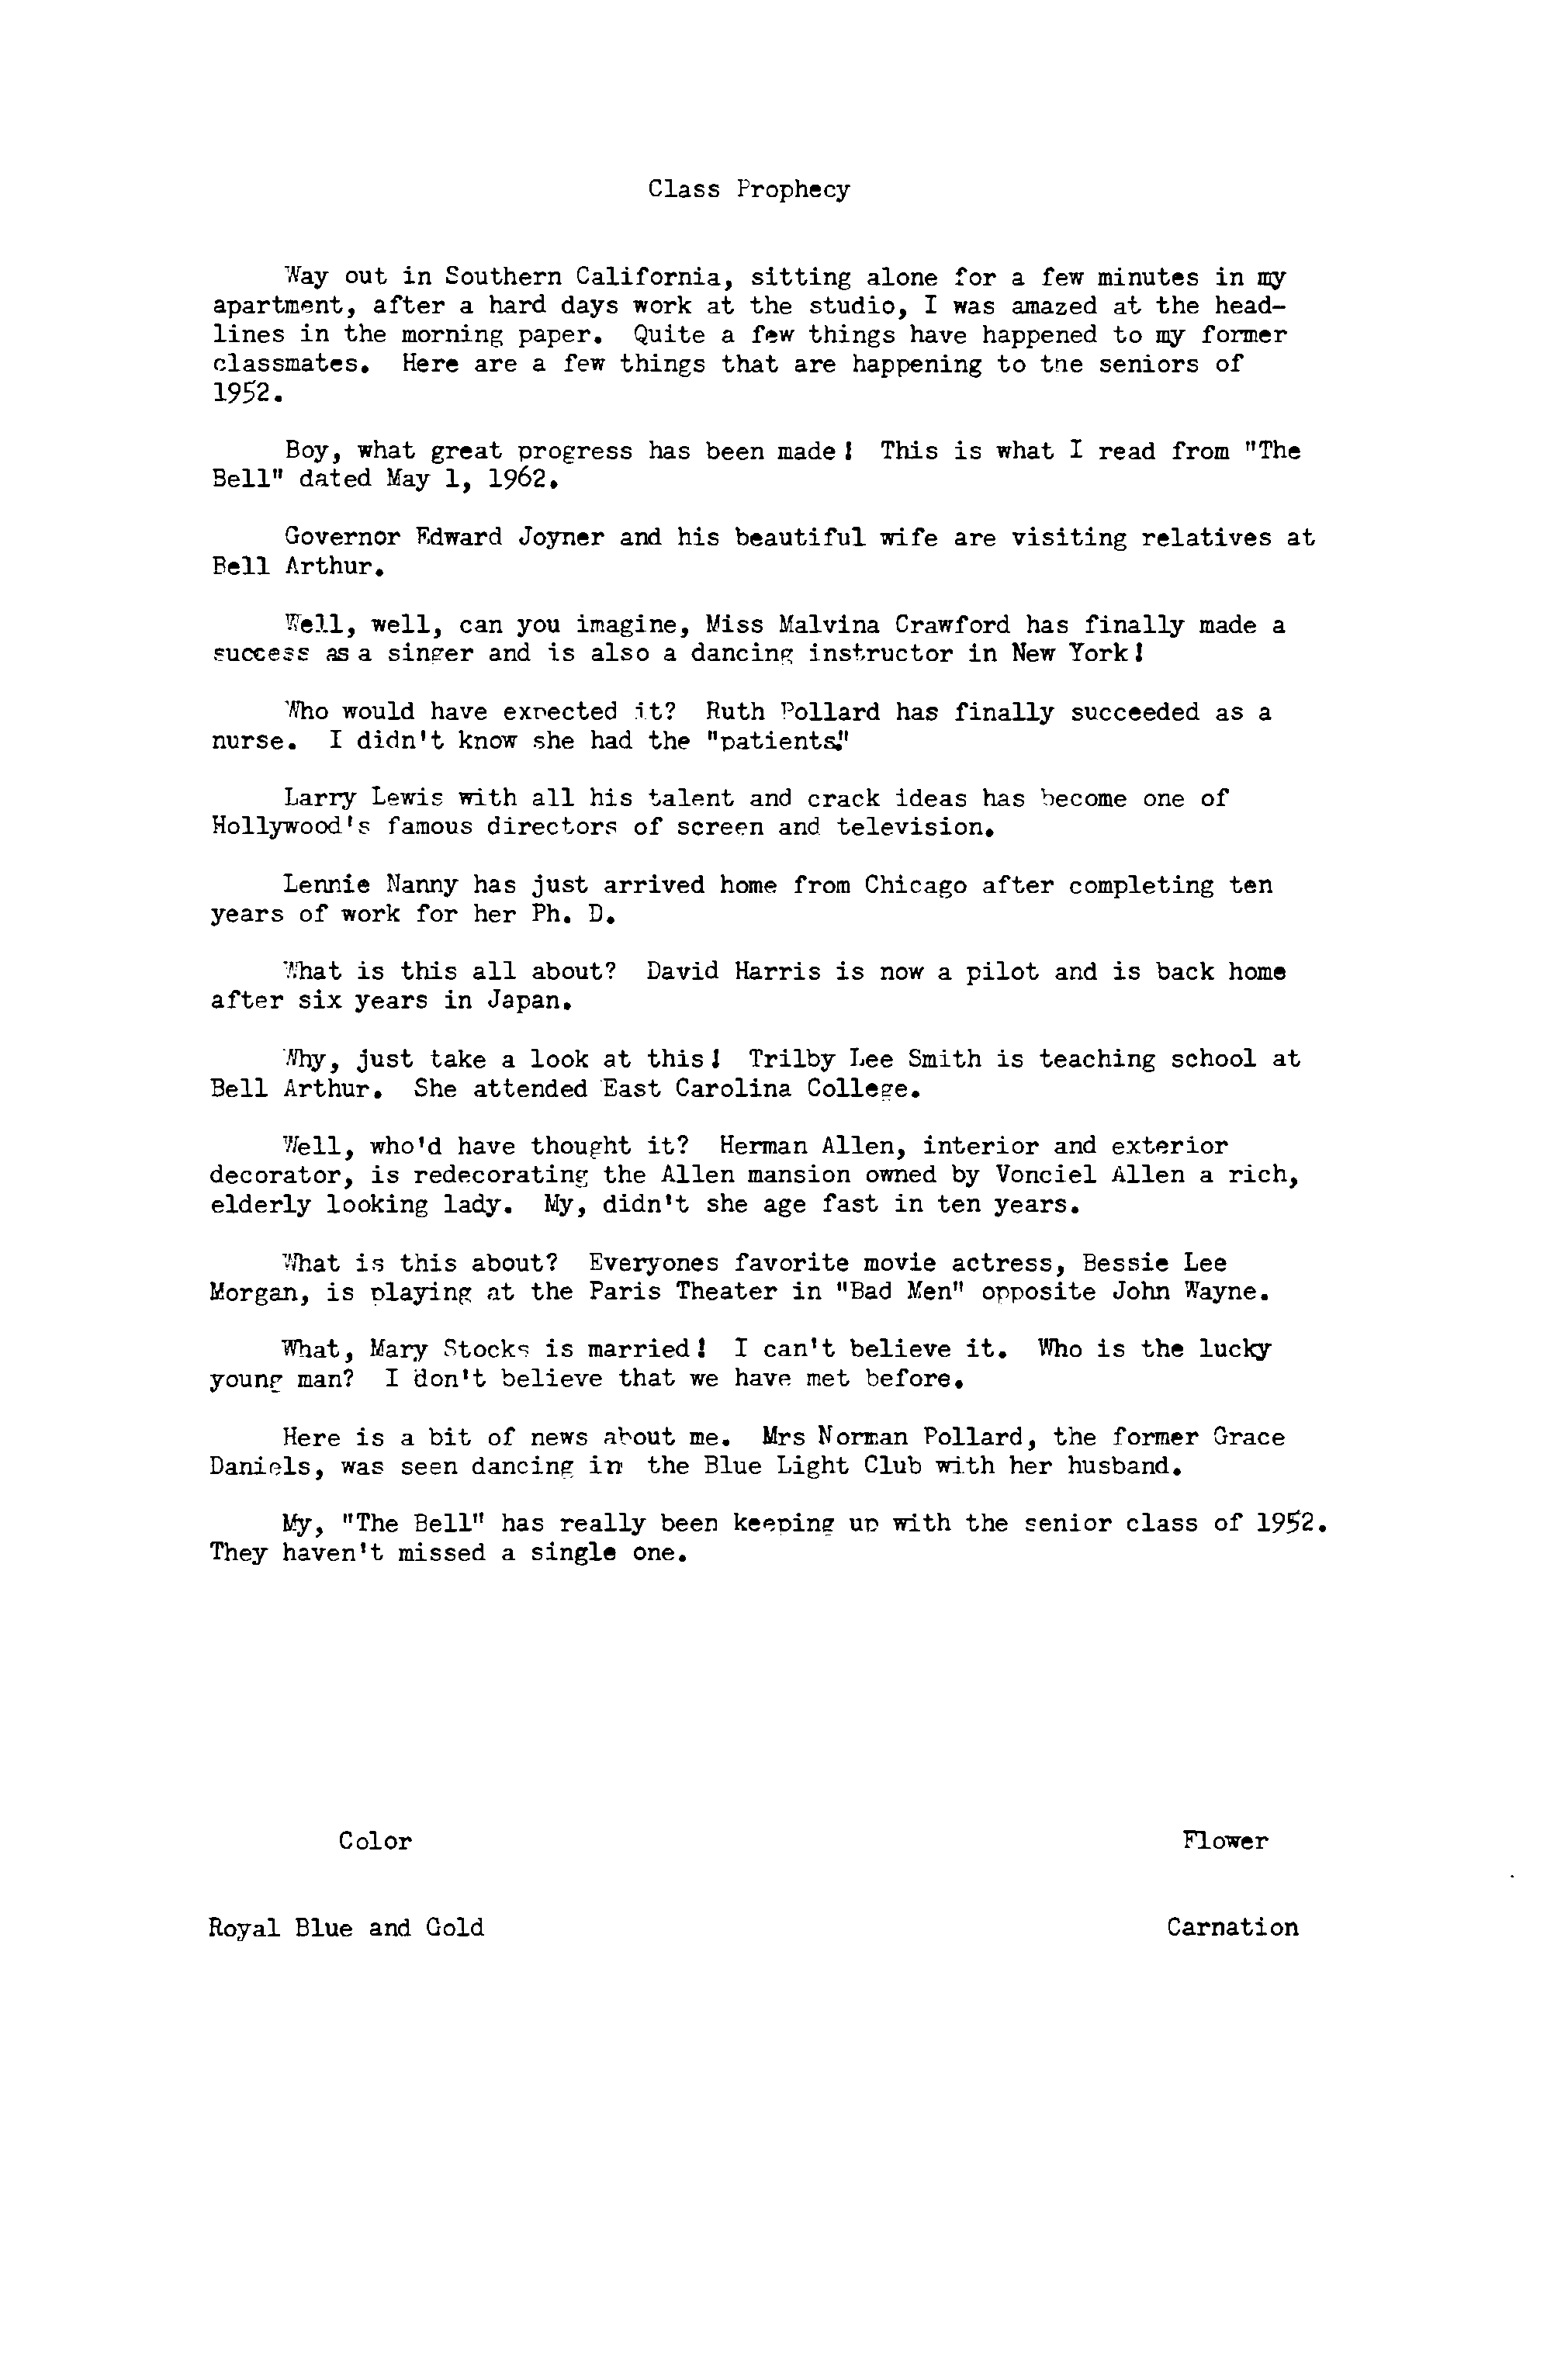 Class Prophecy
Way out in Southern California, sitting alone for a few minutes in my
apartment, after a hard days work at the studio, I was amazed at the head-
lines in the morning paper. Quite a few things have happened to my former
classmates. Here are a few things that are happening to the seniors of
1952.
Boy, what great progress has been made! This is what I read from "The
Bell" dated May 1, 1962.
Governor Edward Joyner and his beautiful wife are visiting relatives at
Bell Arthur.
Well, well, can you imagine, Miss Malvina Crawford has finally made a
success as a singer and is also a dancing instructor in New York!
Who would have expected it? Ruth Pollard has finally succeeded as a
nurse. I didn't know she had the "patients."
Larry Lewis with all his talent and crack ideas has become one of
Hollywood's famous directors of screen and television.
Lennie Nanny has just arrived home from Chicago after completing ten
years of work for her Ph. D.
What is this all about? David Harris is now a pilot and is back home
after six years in Japan.
Why, just take a look at this! Trilby Lee Smith is teaching school at
Bell Arthur. She attended East Carolina College.
Well, who'd have thought it? Herman Allen, interior and exterior
decorator, is redecorating the Allen mansion owned by Vonciel Allen a rich,
elderly looking lady. My, didn't she age fast in ten years.
What is this about? Everyones favorite movie actress, Bessie Lee
Morgan, is playing at the Paris Theater in "Bad Men" opposite John Wayne.
What, Mary Stocks is married! I can't believe it. Who is the lucky
young man? I don't believe that we have met before.
Here is a bit of news about me. Mrs Norman Pollard, the former Grace
Daniels, was seen dancing in the Blue Light Club with her husband.
My, "The Bell" has really been keeping up with the senior class of 1952.
They haven't missed a single one.
Color Flower
Royal Blue and Gold Carnation